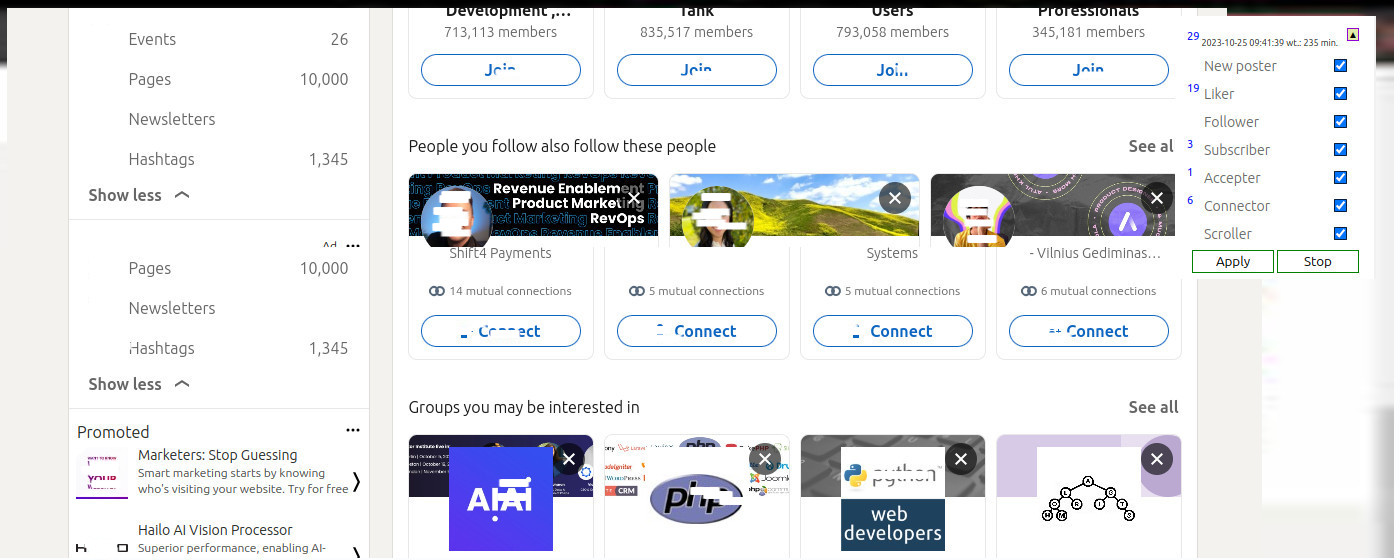 Events 26
Pages 10,000
Newsletters
Hashtags 1,345
Show less
Ad
Pages 10,000
Newsletters
Hashtags 1,345
Show less
Promoted
Marketers: Stop Guessing
Smart marketing starts by knowing
who's visiting your website. Try for free
Hailo AI Vision Processor
Superior performance, enabling AI-
Development ,... Tank Users Professionals
713,113 members 835,517 members 793,058 members 345,181 members
Join Join Join Join
People you follow also follow these people See al
Revenue Enablement
Product Marketing
RevOps
PRODUCT DESIG
Shift4 Payments Systems - Vilnius Gediminas...
14 mutual connections 5 mutual connections 5 mutual connections 6 mutual connections
Connect Connect Connect Connect
Groups you may be interested in See all
AIAI
php
CRM
python™
web
developers
29 2023-10-25 09:41:39 wt.: 235 min.
New poster
19 Liker
Follower
3 Subscriber
1 Accepter
6 Connector
Scroller
Apply Stop